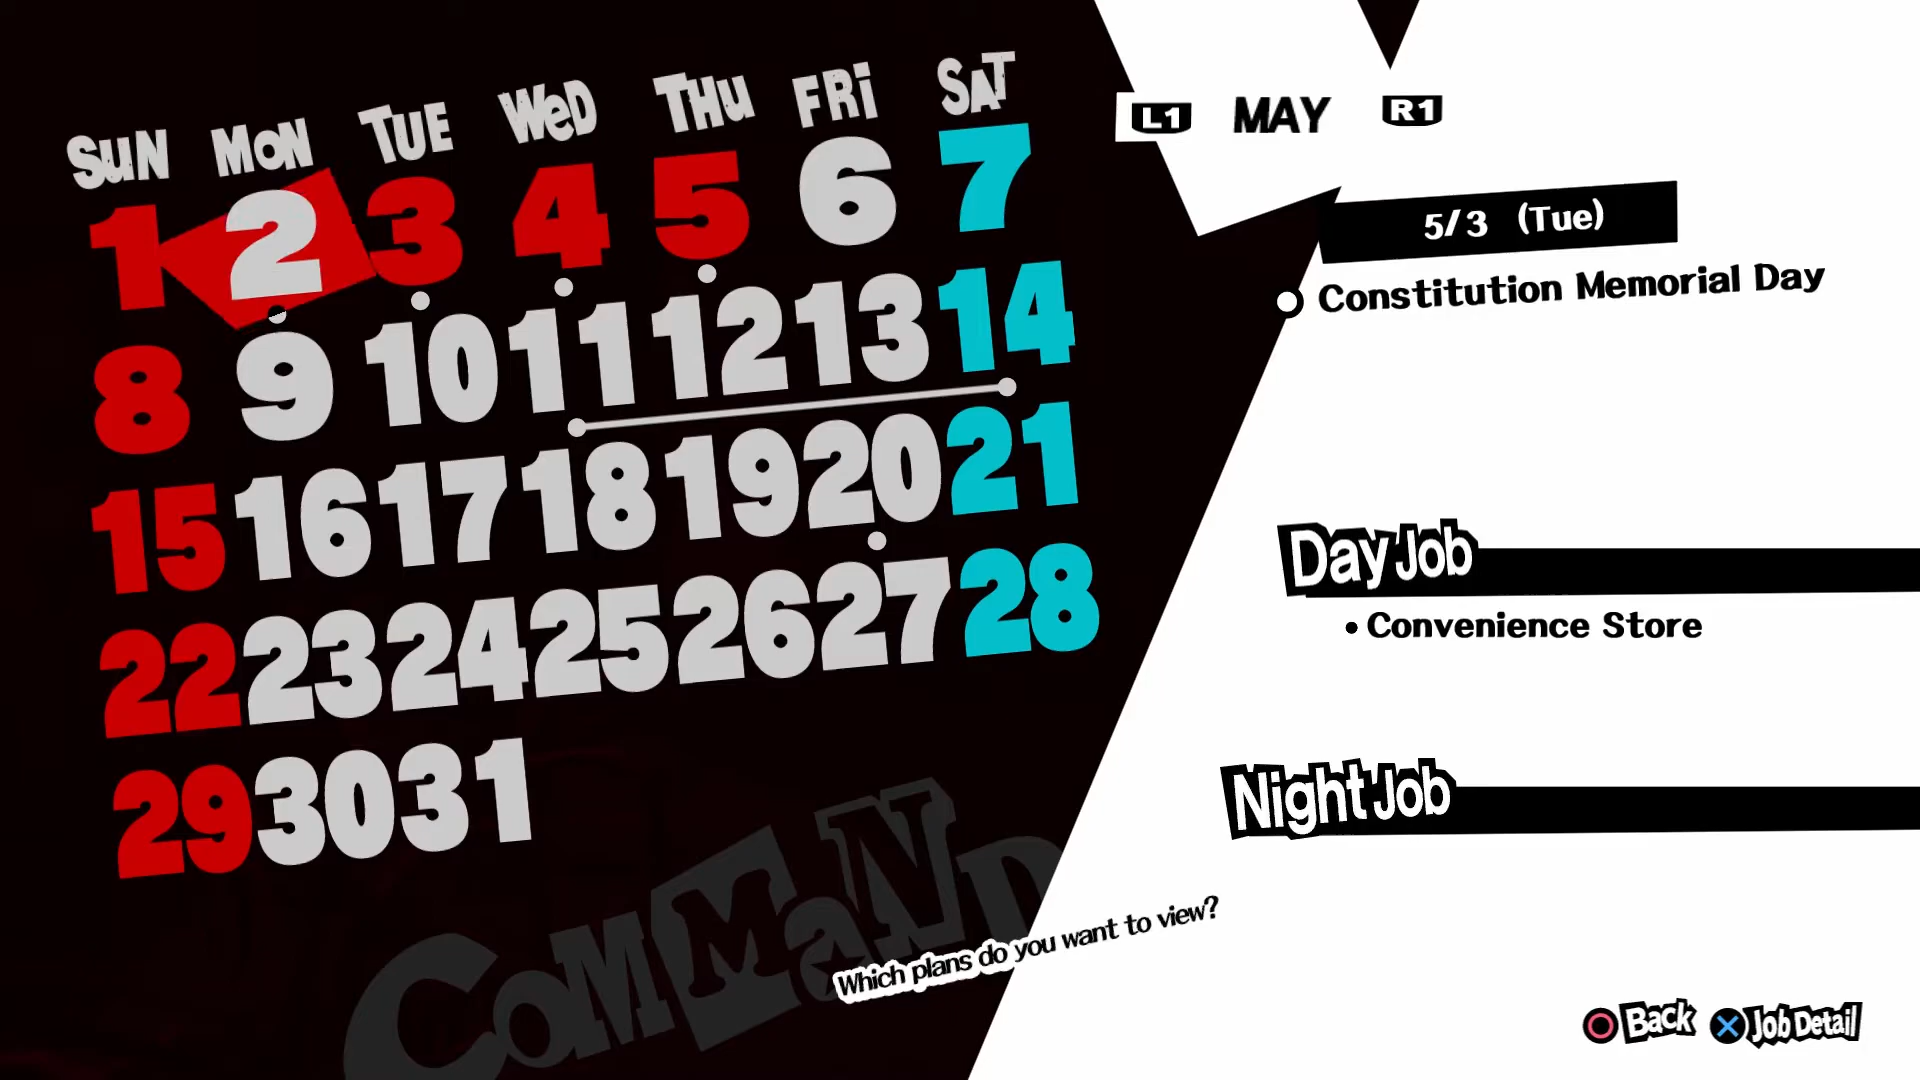 SuN MoN TUE WeD THu FRi SAT
1 2 3 4 5 6 7
8 9 10 11 12 13 14
15 16 17 18 19 20 21
22 23 24 25 26 27 28
29 30 31
L1 MAY R1
5/3 (Tue)
Constitution Memorial Day
Day Job
• Convenience Store
Night Job
CoMMaND
Which plans do you want to view?
Back Job Detail